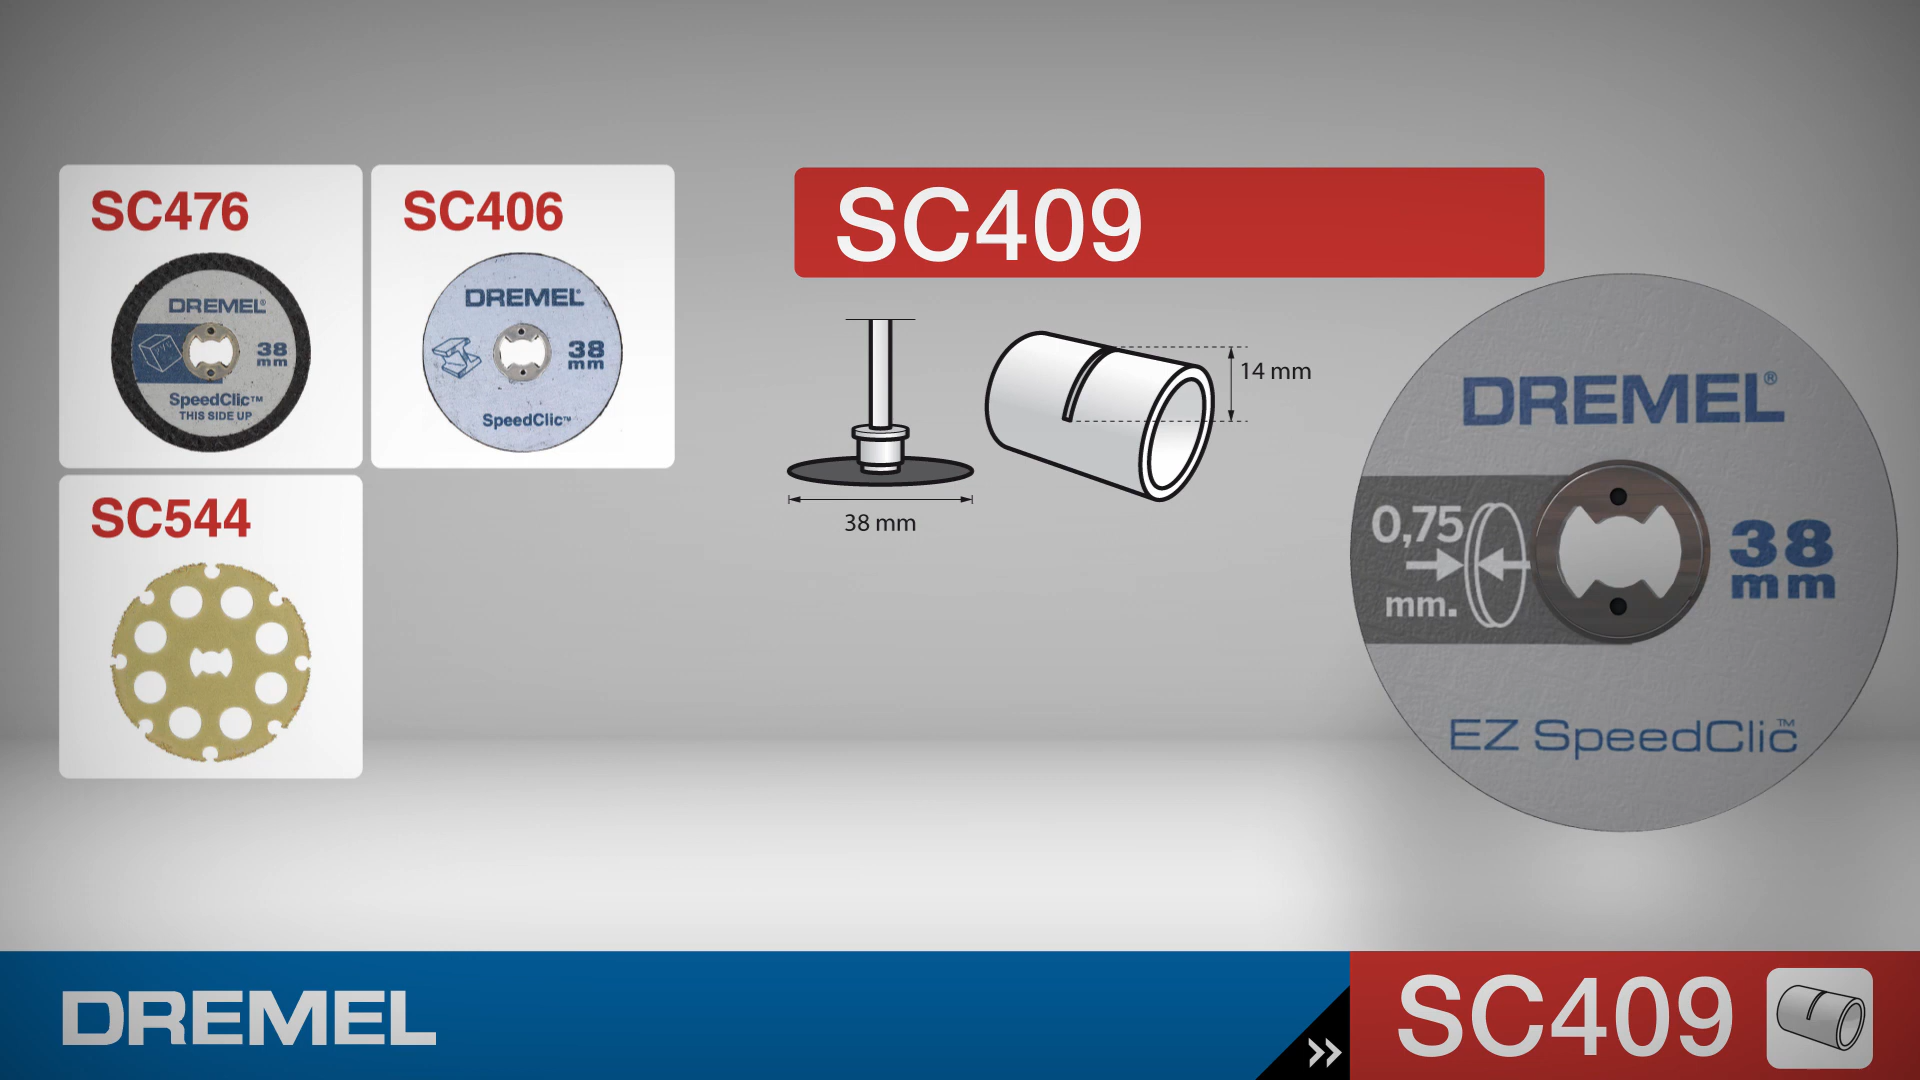 SC476
DREMEL®
PVC
38
mm
SpeedClic™
THIS SIDE UP
SC406
DREMEL®
38
mm
SpeedClic™
SC544
SC409
14 mm
38 mm
DREMEL®
0,75
mm.
38
mm
EZ SpeedClic™
DREMEL
SC409